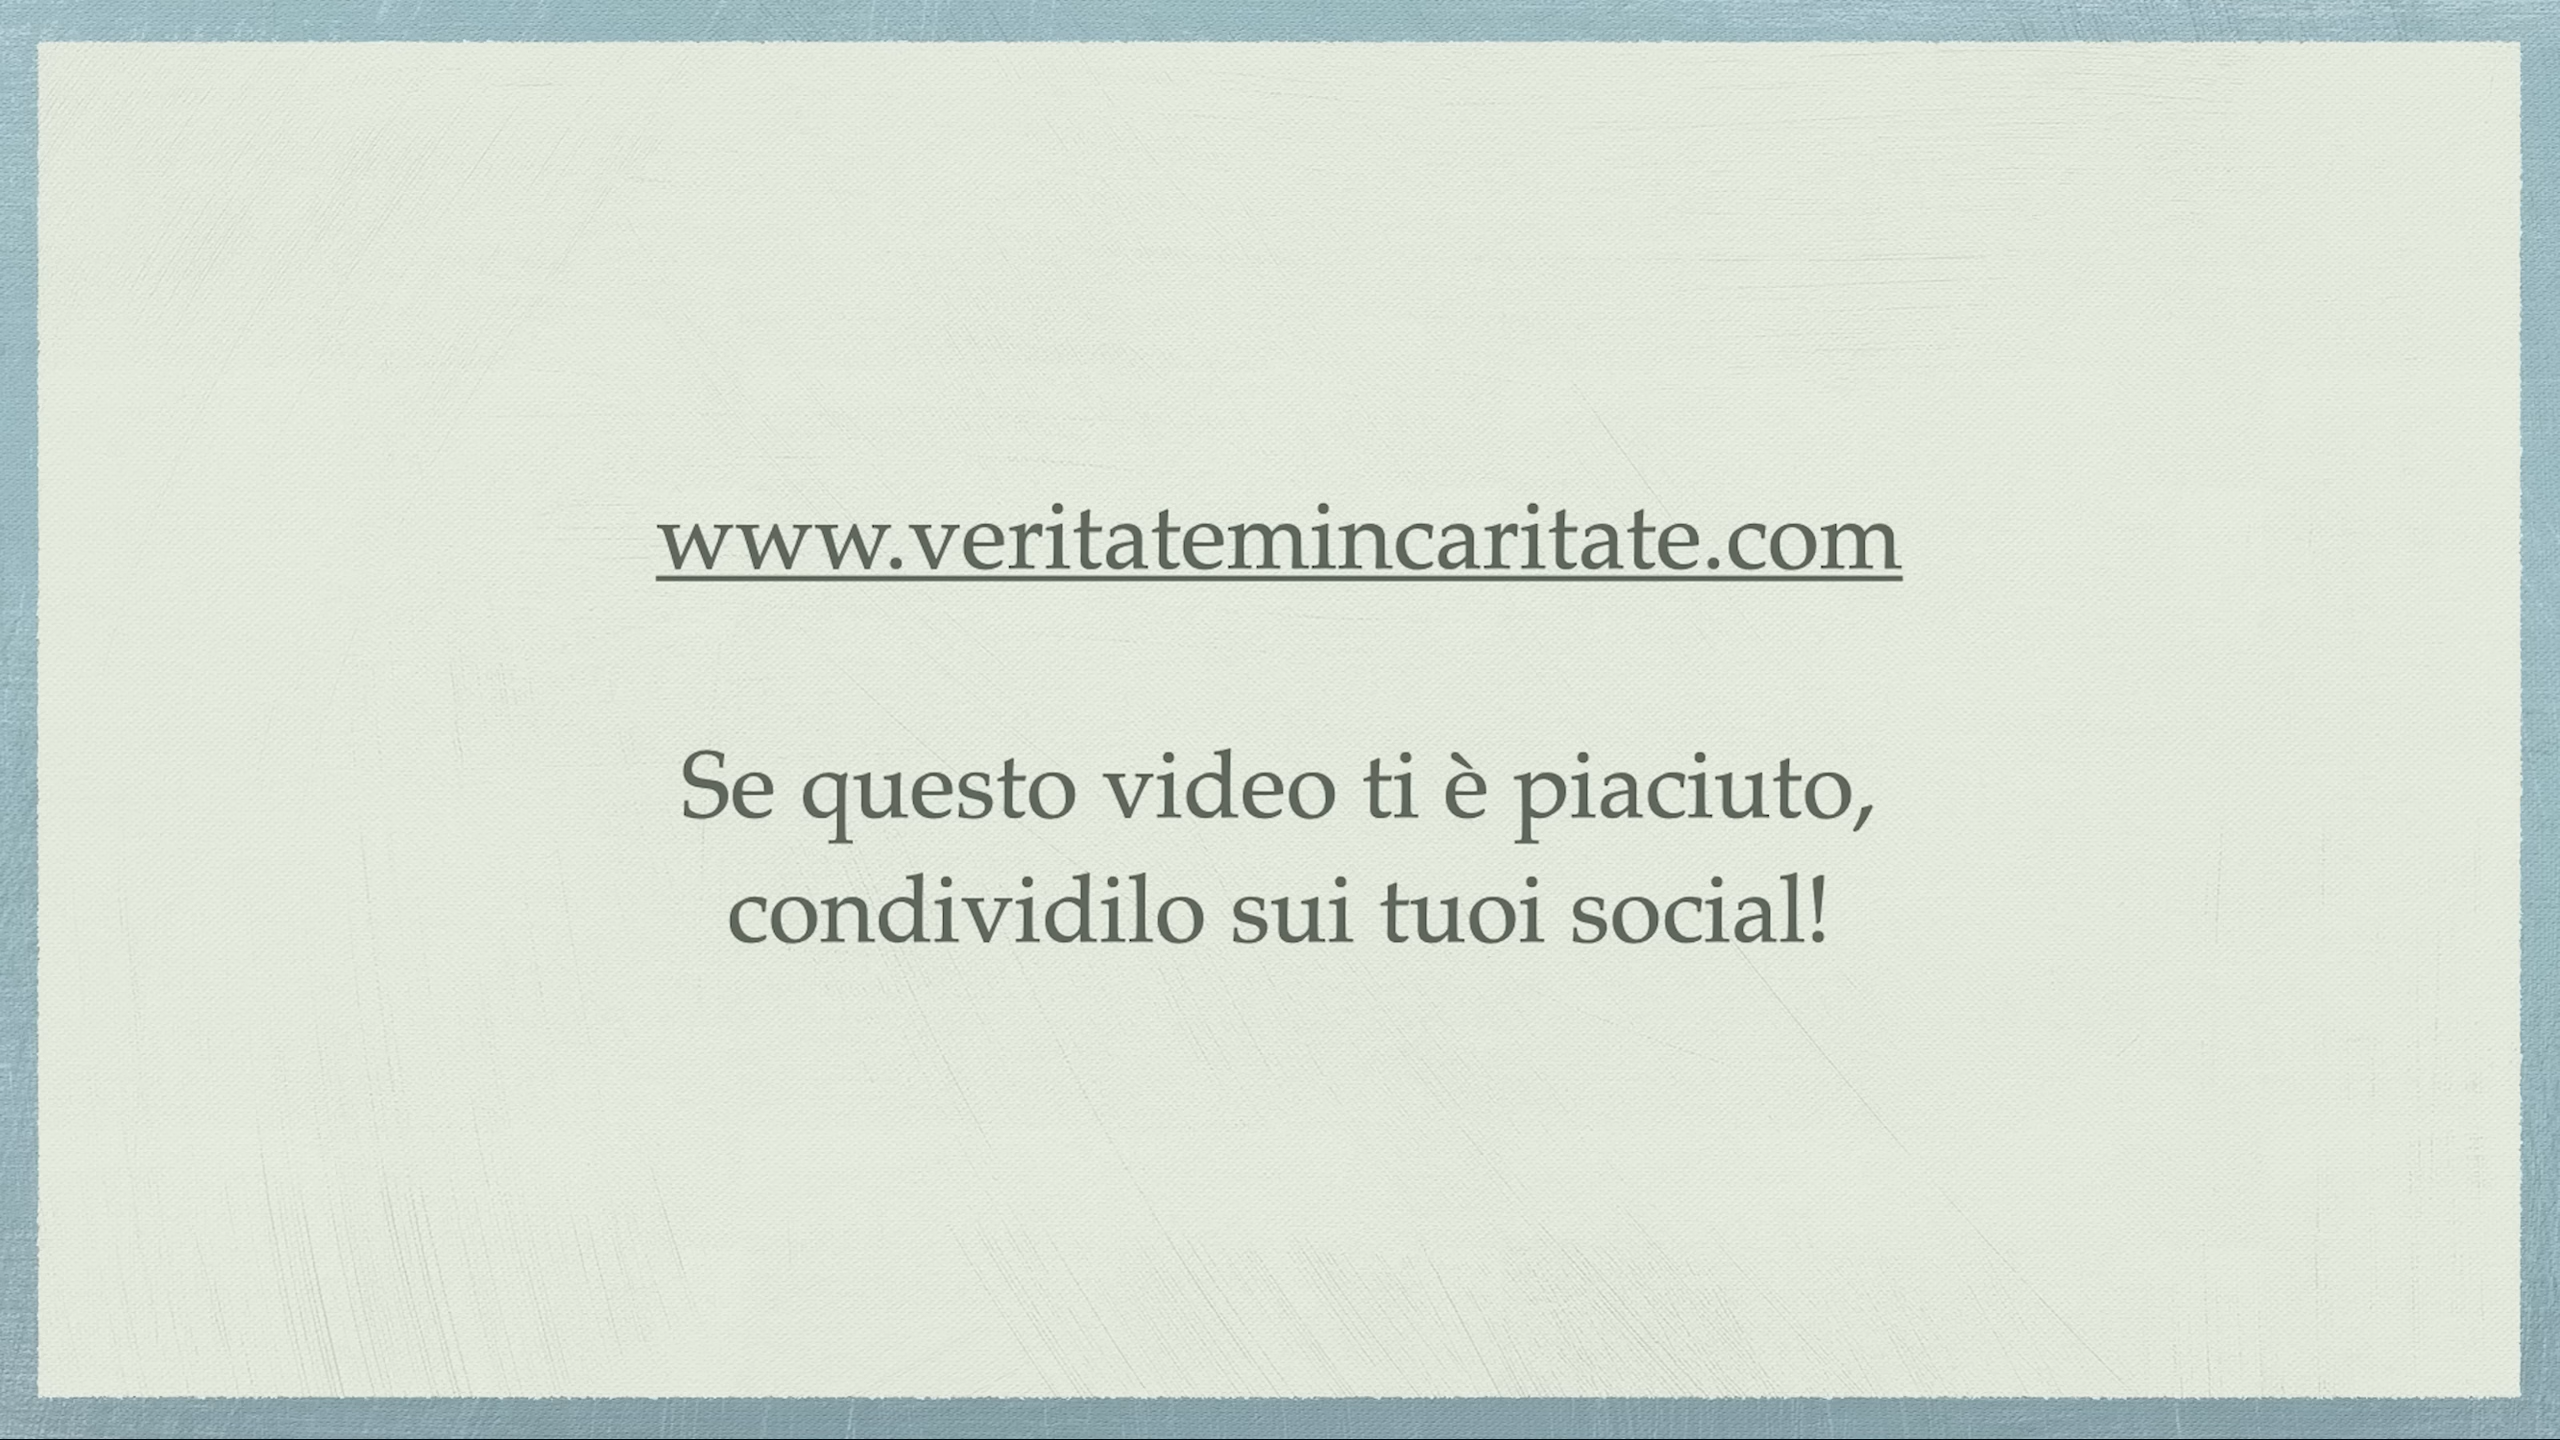 www.veritatemincaritate.com
Se questo video ti è piaciuto,
condividilo sui tuoi social!